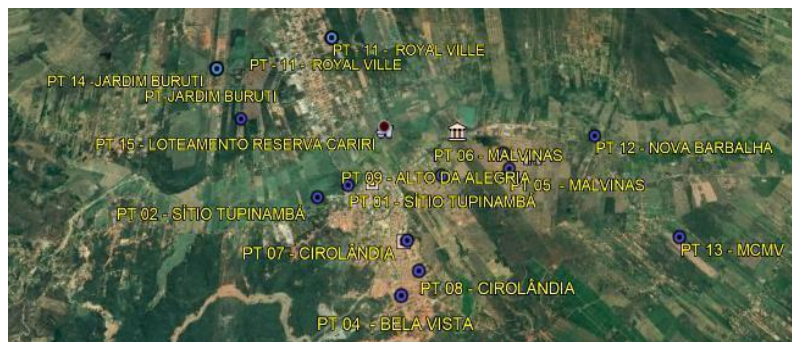 PT - 11 - ROYAL VILLE
PT - 11 - ROYAL VILLE
PT 14 -JARDIM BURUTI
PT-JARDIM BURUTI
PT 15 - LOTEAMENTO RESERVA CARIRI
PT 12 - NOVA BARBALHA
PT 06 - MALVINAS
PT 09 - ALTO DA ALEGRIA
PT 05 - MALVINAS
PT 01 - SÍTIO TUPINAMBÁ
PT 02 - SÍTIO TUPINAMBÁ
PT 13 - MCMV
PT 07 - CIROLÂNDIA
PT 08 - CIROLÂNDIA
PT 04 - BELA VISTA